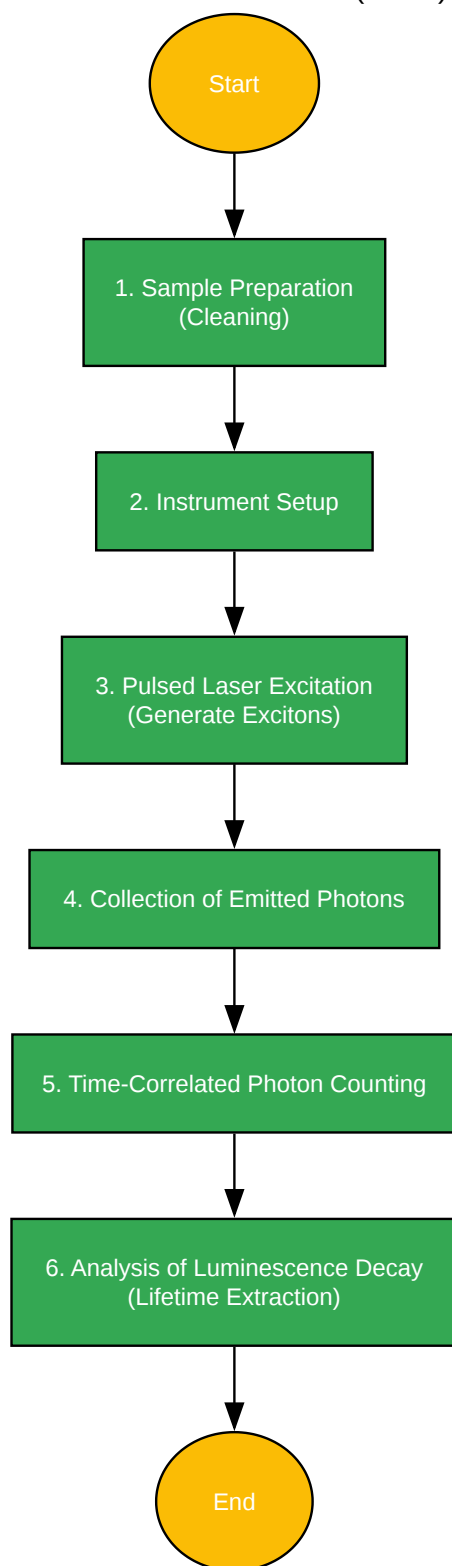 Start
1. Sample Preparation
(Cleaning)
2. Instrument Setup
3. Pulsed Laser Excitation
(Generate Excitons)
4. Collection of Emitted Photons
5. Time-Correlated Photon Counting
6. Analysis of Luminescence Decay
(Lifetime Extraction)
End